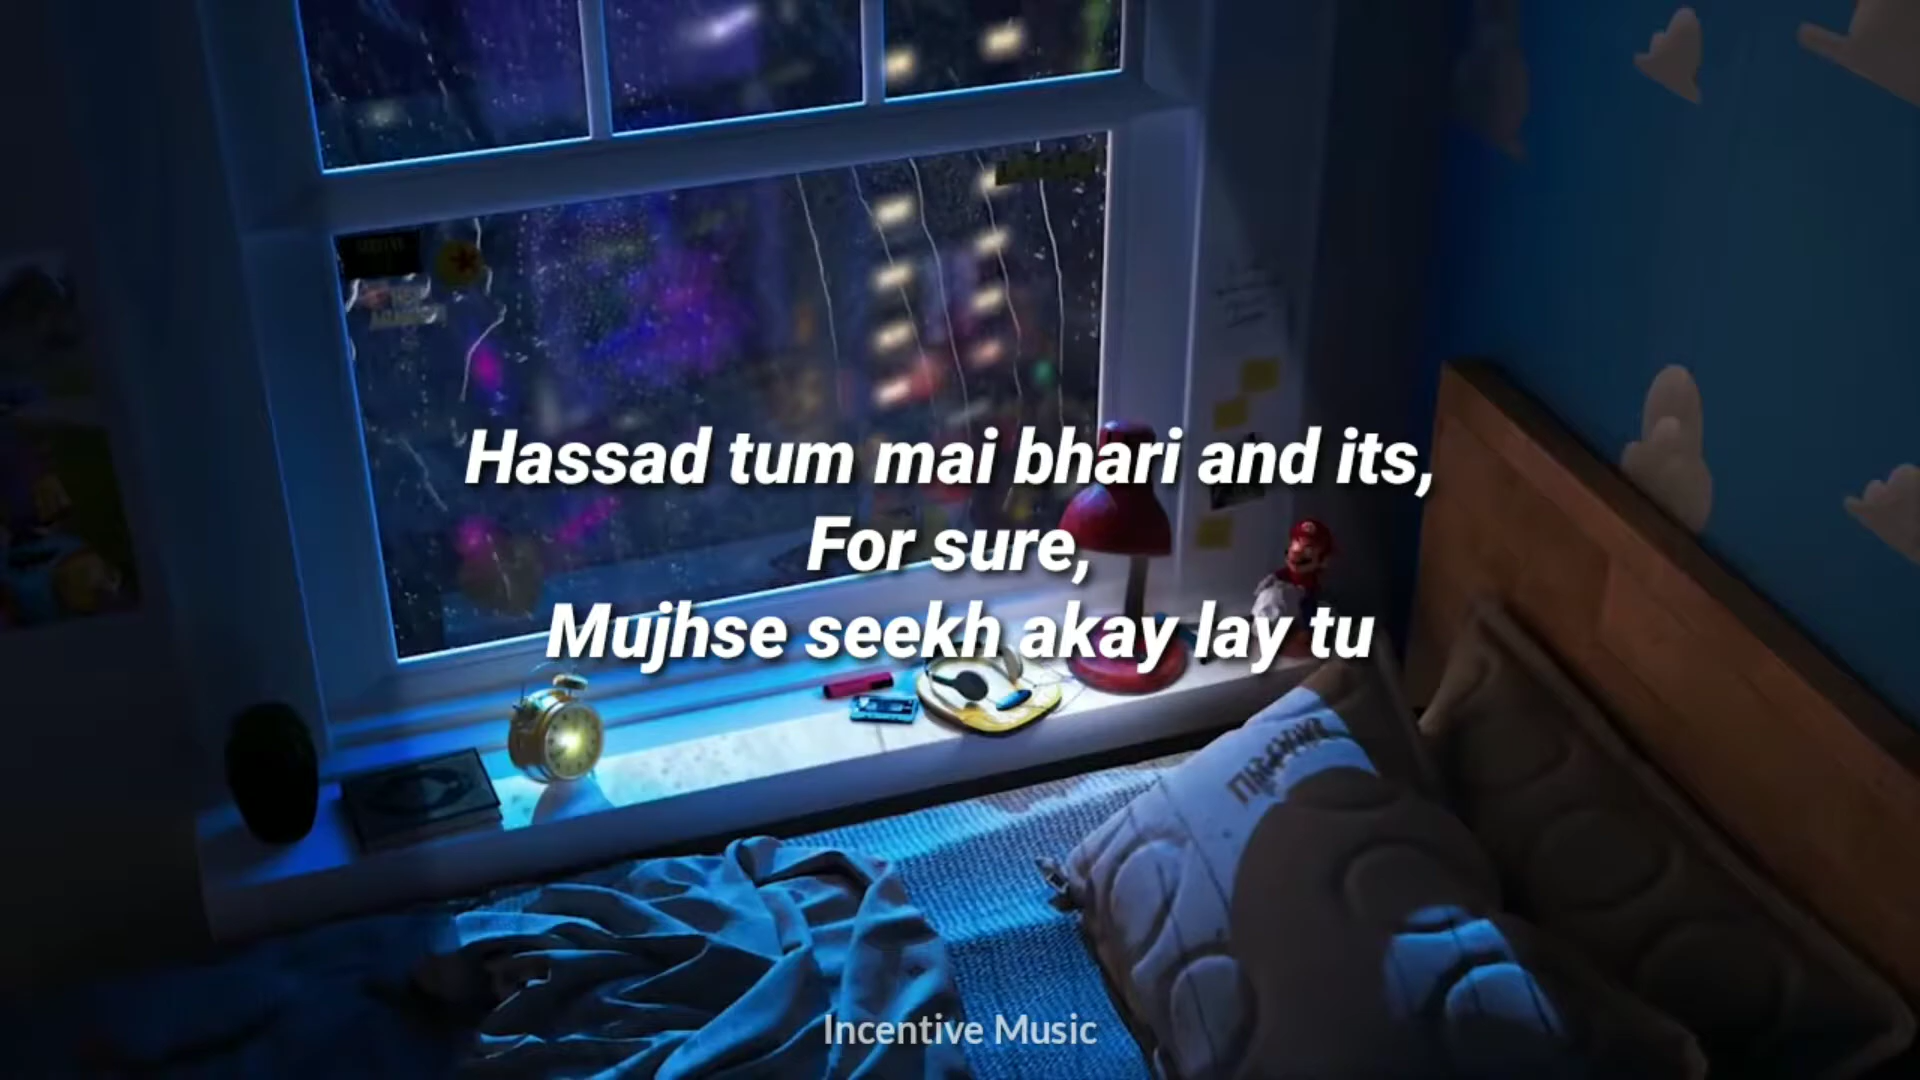 Hassad tum mai bhari and its,
For sure,
Mujhse seekh akay lay tu
Incentive Music